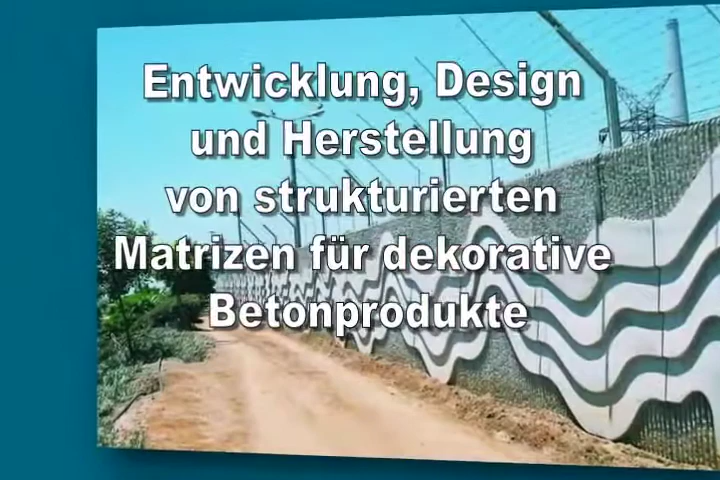 Entwicklung, Design
und Herstellung
von strukturierten
Matrizen für dekorative
Betonprodukte